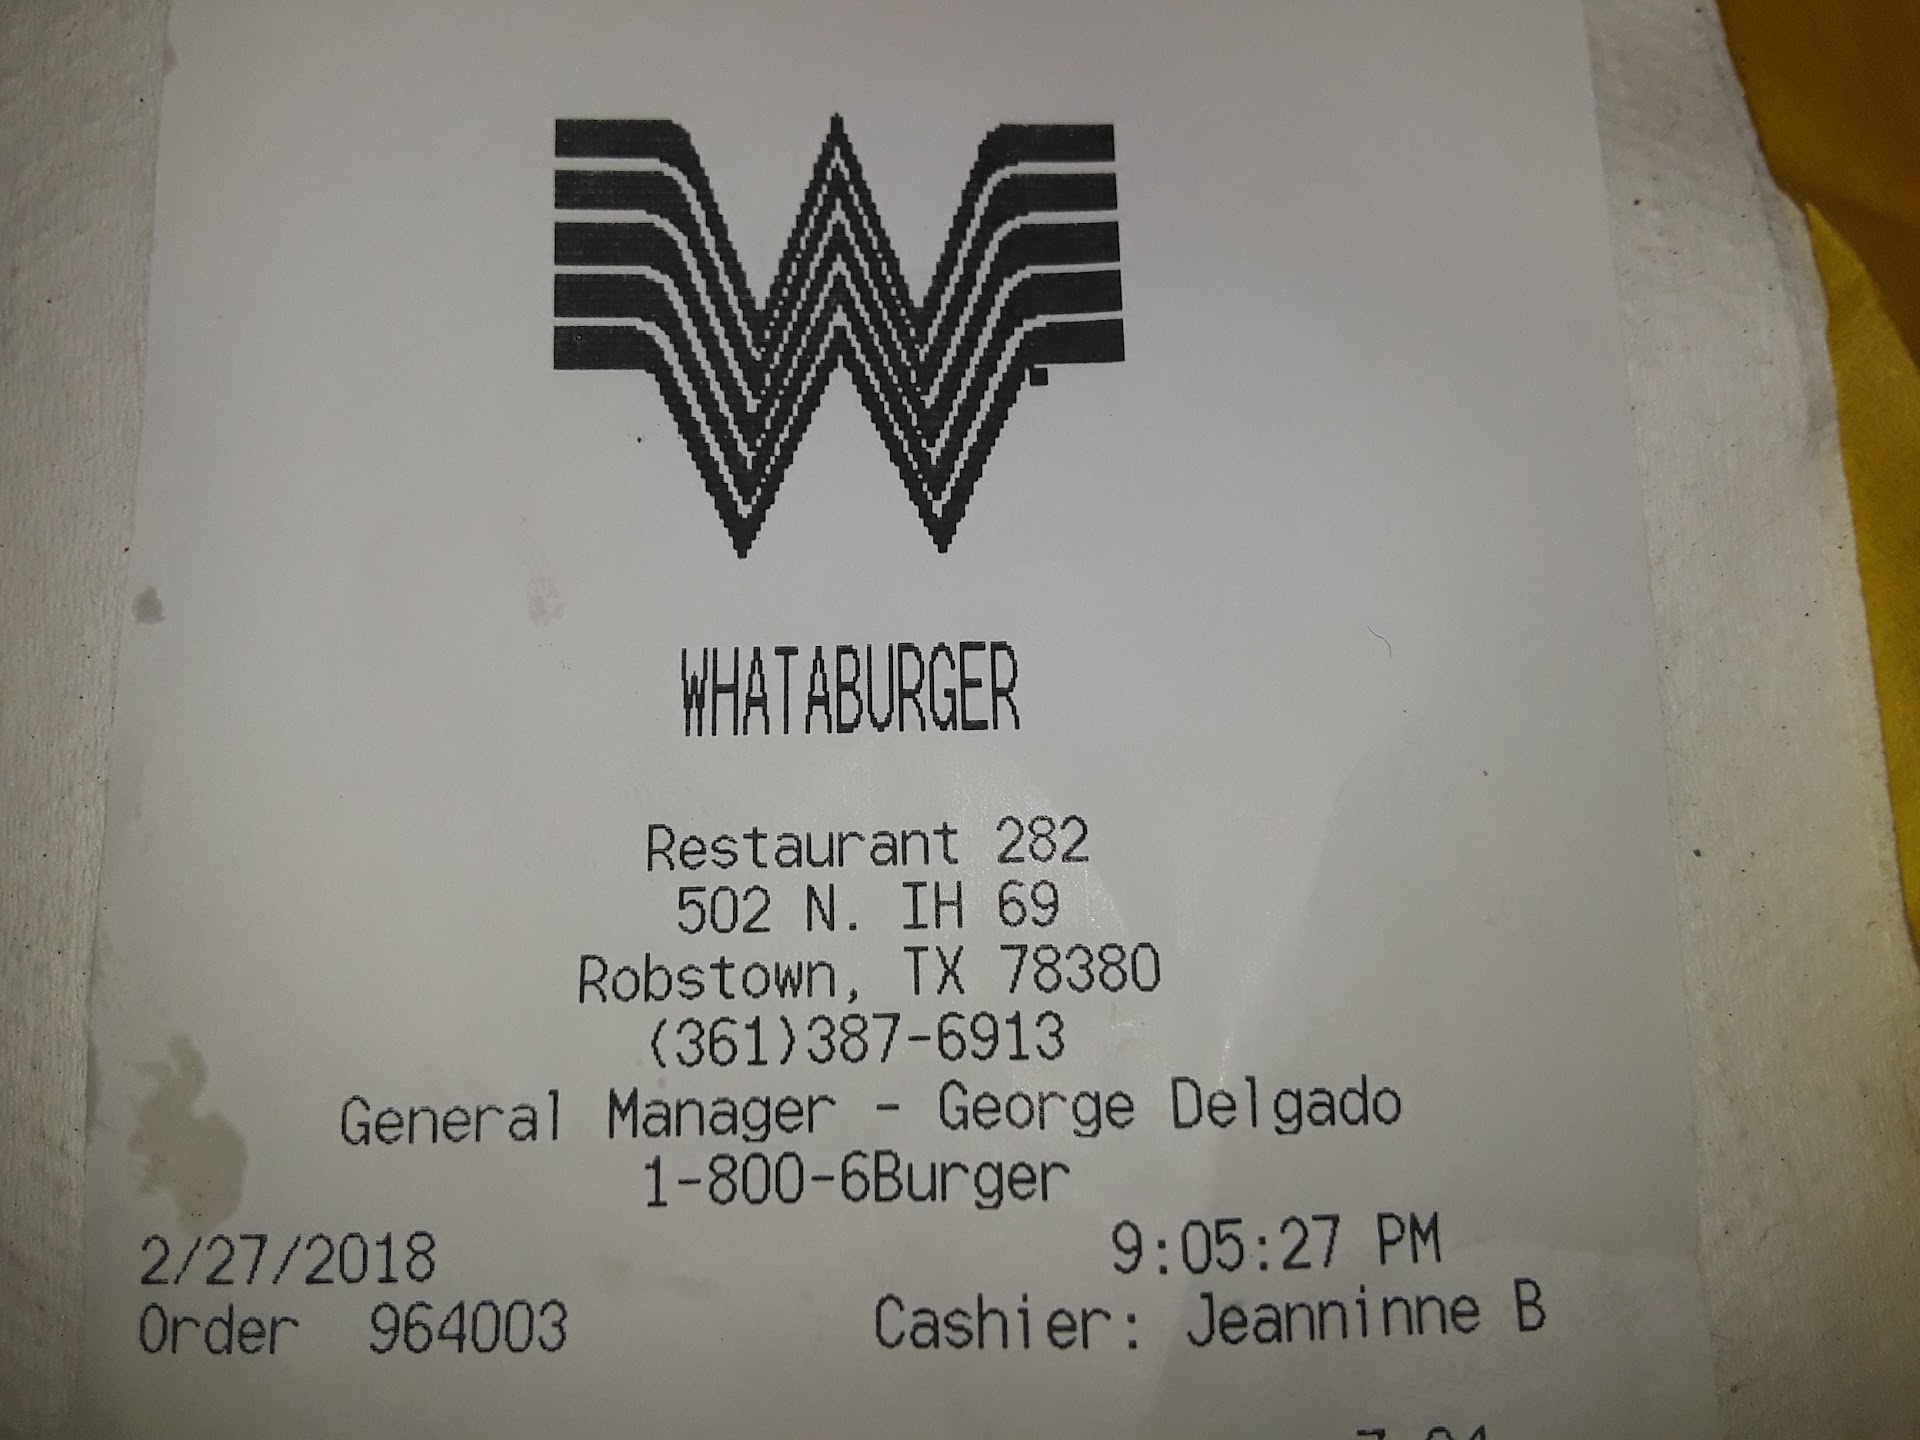 WHATABURGER
Restaurant 282
502 N. IH 69
Robstown, TX 78380
(361)387-6913
General Manager - George Delgado
1-800-6Burger
2/27/2018 9:05:27 PM
Order 964003 Cashier: Jeanninne B